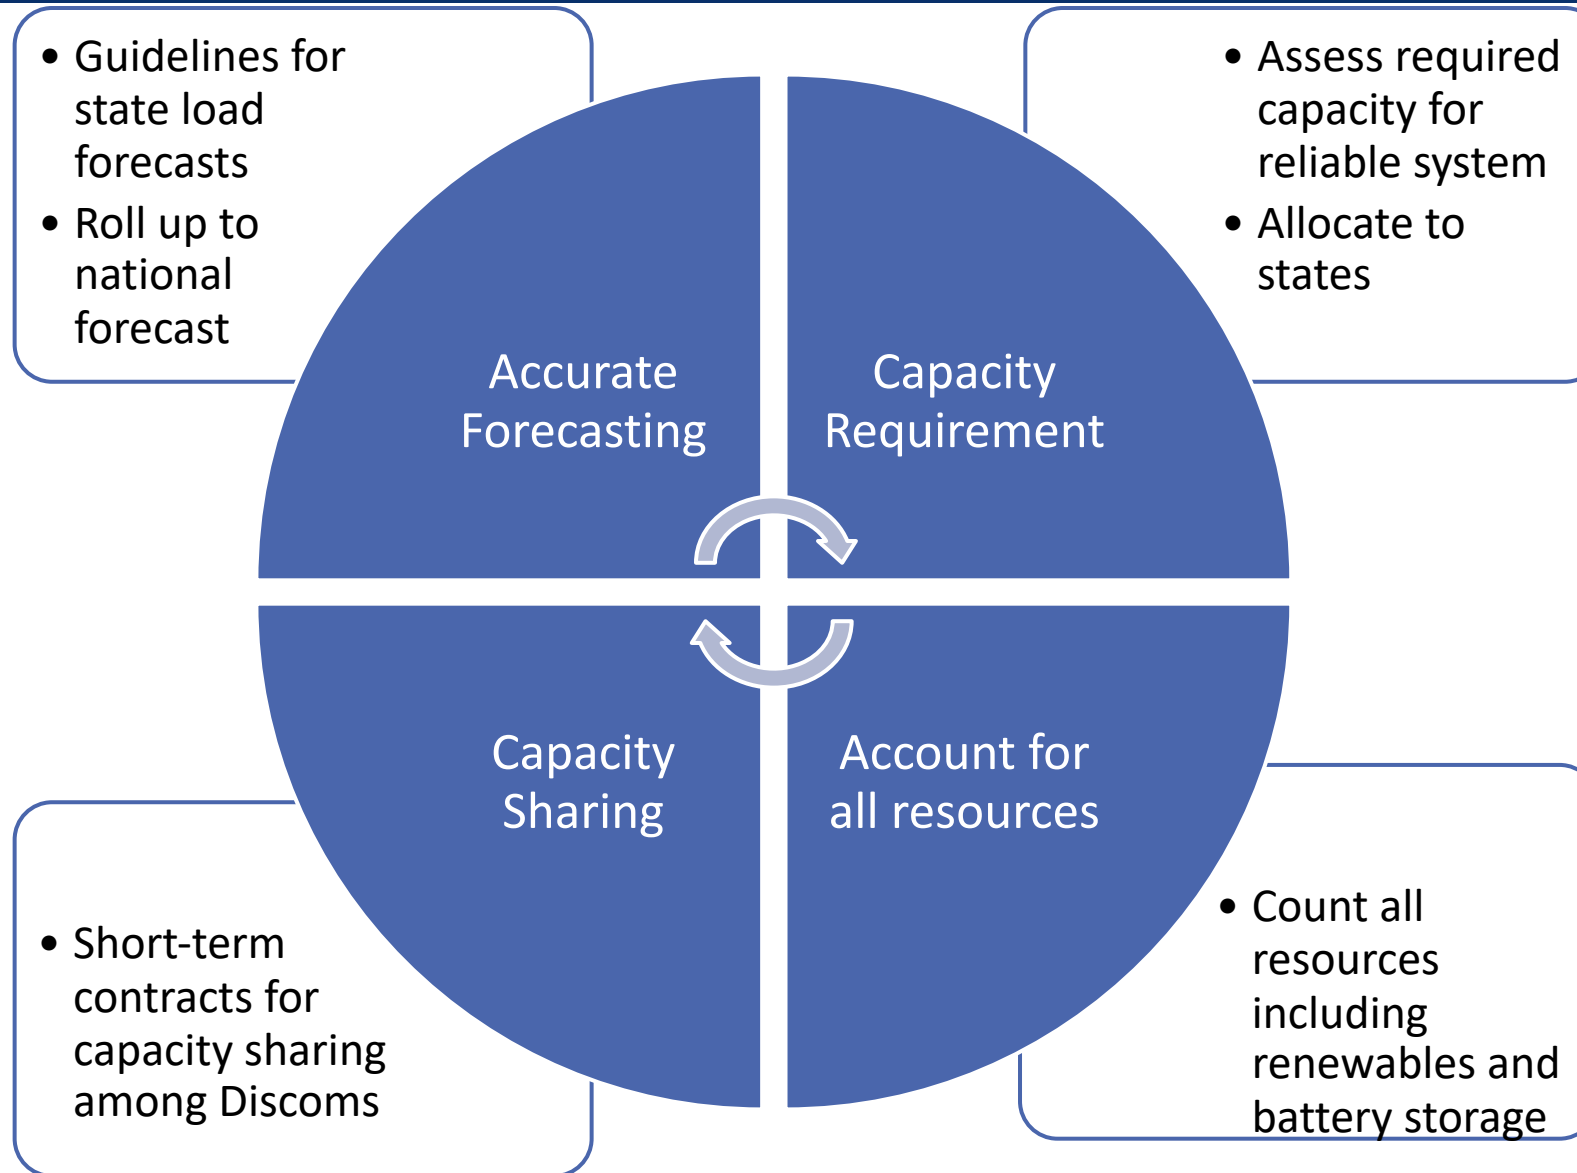 • Guidelines for
state load
forecasts
• Roll up to
national
forecast
• Assess required
capacity for
reliable system
• Allocate to
states
Accurate
Forecasting
Capacity
Requirement
Capacity
Sharing
Account for
all resources
• Short-term
contracts for
capacity sharing
among Discoms
• Count all
resources
including
renewables and
battery storage